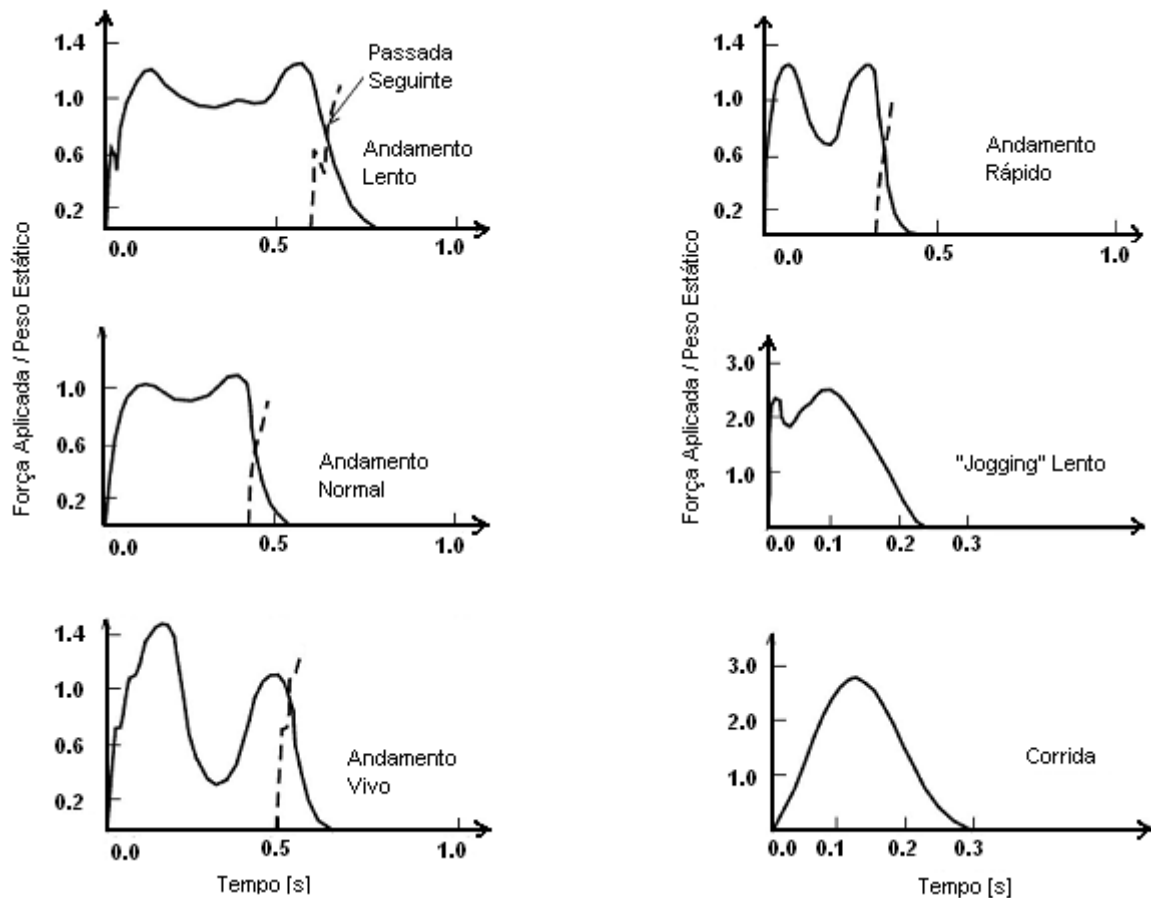 Força Aplicada / Peso Estático
1.4
1.0
0.6
0.2
0.0
0.5
1.0
Passada
Seguinte
Andamento
Lento
1.0
0.6
0.2
0.0
0.5
1.0
Andamento
Normal
1.4
1.0
0.6
0.2
0.0
0.5
1.0
Andamento
Vivo
Tempo [s]
Força Aplicada / Peso Estático
1.4
1.0
0.6
0.2
0.0
0.5
1.0
Andamento
Rápido
3.0
2.0
1.0
0.0
0.1
0.2
0.3
"Jogging" Lento
3.0
2.0
1.0
0.0
0.1
0.2
0.3
Corrida
Tempo [s]